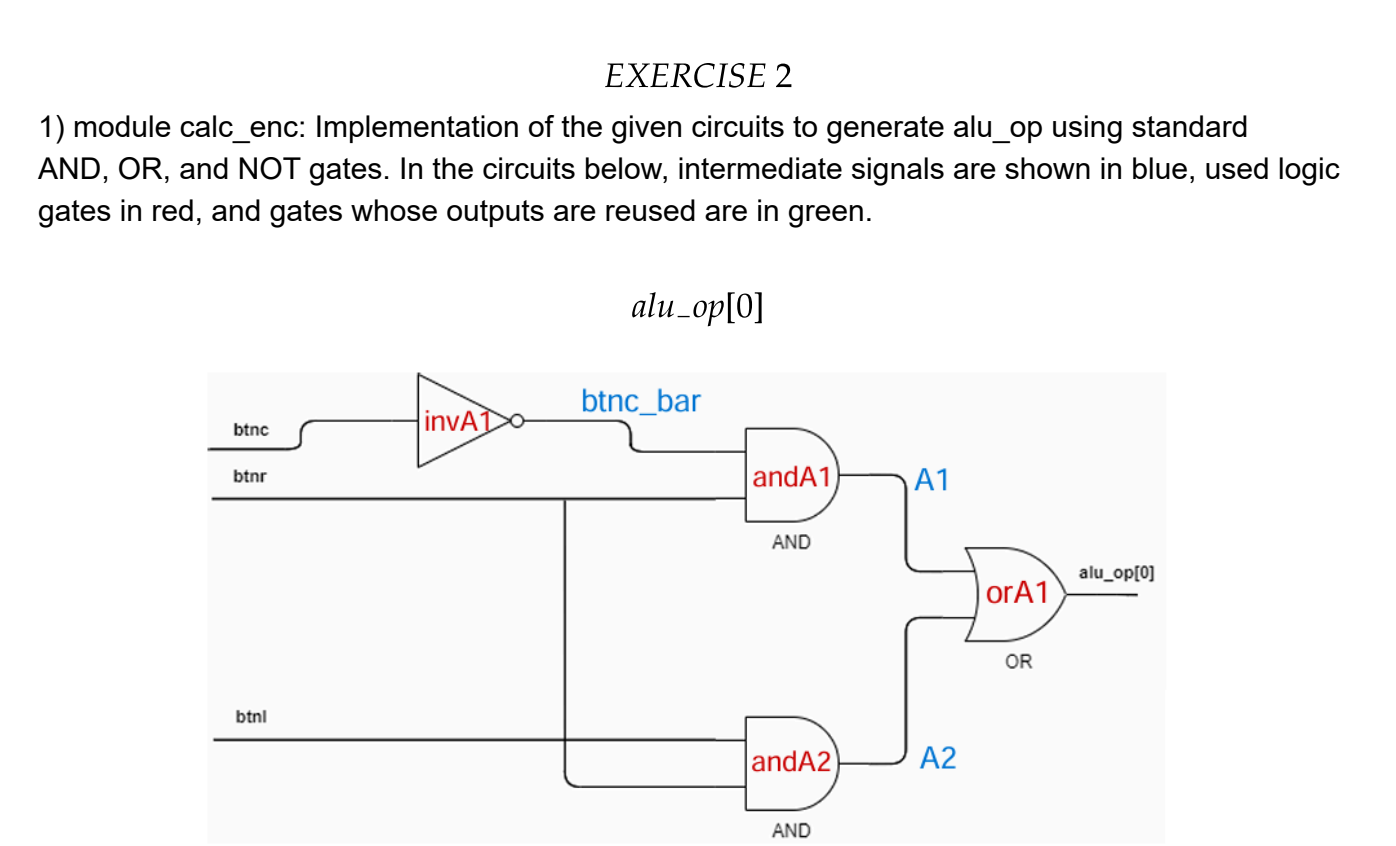 EXERCISE 2
1) module calc_enc: Implementation of the given circuits to generate alu_op using standard
AND, OR, and NOT gates. In the circuits below, intermediate signals are shown in blue, used logic
gates in red, and gates whose outputs are reused are in green.
alu_op[0]
btnc
invA1
btnc_bar
btnr
andA1
A1
AND
alu_op[0]
orA1
OR
btnl
andA2
A2
AND